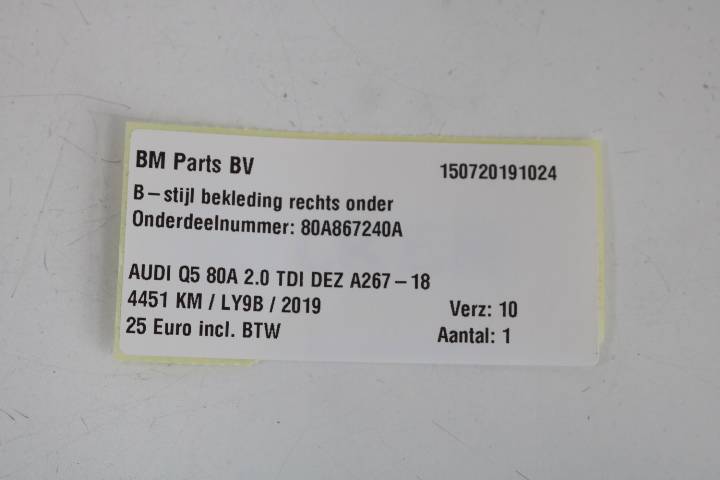 BM Parts BV 150720191024
B-stijl bekleding rechts onder
Onderdeelnummer: 80A867240A
AUDI Q5 80A 2.0 TDI DEZ A267-18
4451 KM / LY9B / 2019 Verz: 10
25 Euro incl. BTW Aantal: 1